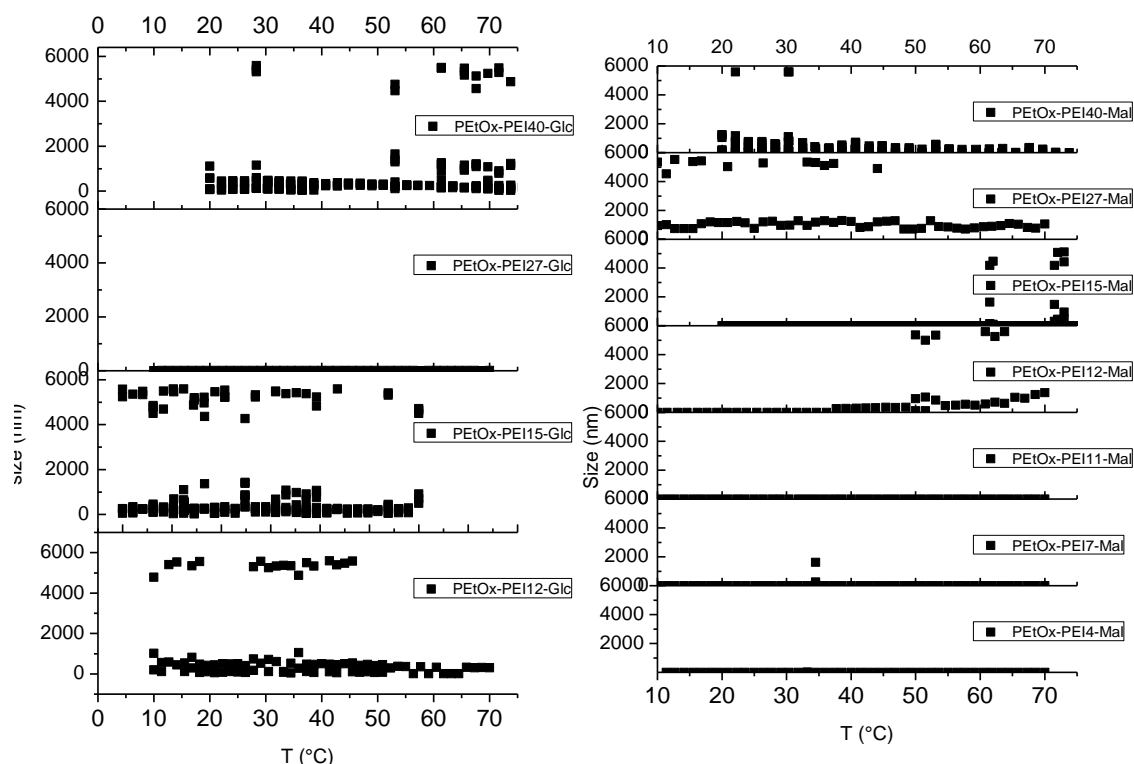 0 10 20 30 40 50 60 70
6000
4000
PEtOx-PEI40-Glc
2000
0
6000
4000
PEtOx-PEI27-Glc
2000
0
6000
4000
PEtOx-PEI15-Glc
2000
0
6000
4000
PEtOx-PEI12-Glc
2000
0
0 10 20 30 40 50 60 70
T (°C)
size (nm)
10 20 30 40 50 60 70
6000
4000
PEtOx-PEI40-Mal
2000
6000
4000
PEtOx-PEI27-Mal
2000
6000
4000
PEtOx-PEI15-Mal
2000
6000
4000
PEtOx-PEI12-Mal
2000
6000
4000
PEtOx-PEI11-Mal
2000
6000
4000
PEtOx-PEI7-Mal
2000
6000
4000
PEtOx-PEI4-Mal
2000
10 20 30 40 50 60 70
T (°C)
Size (nm)